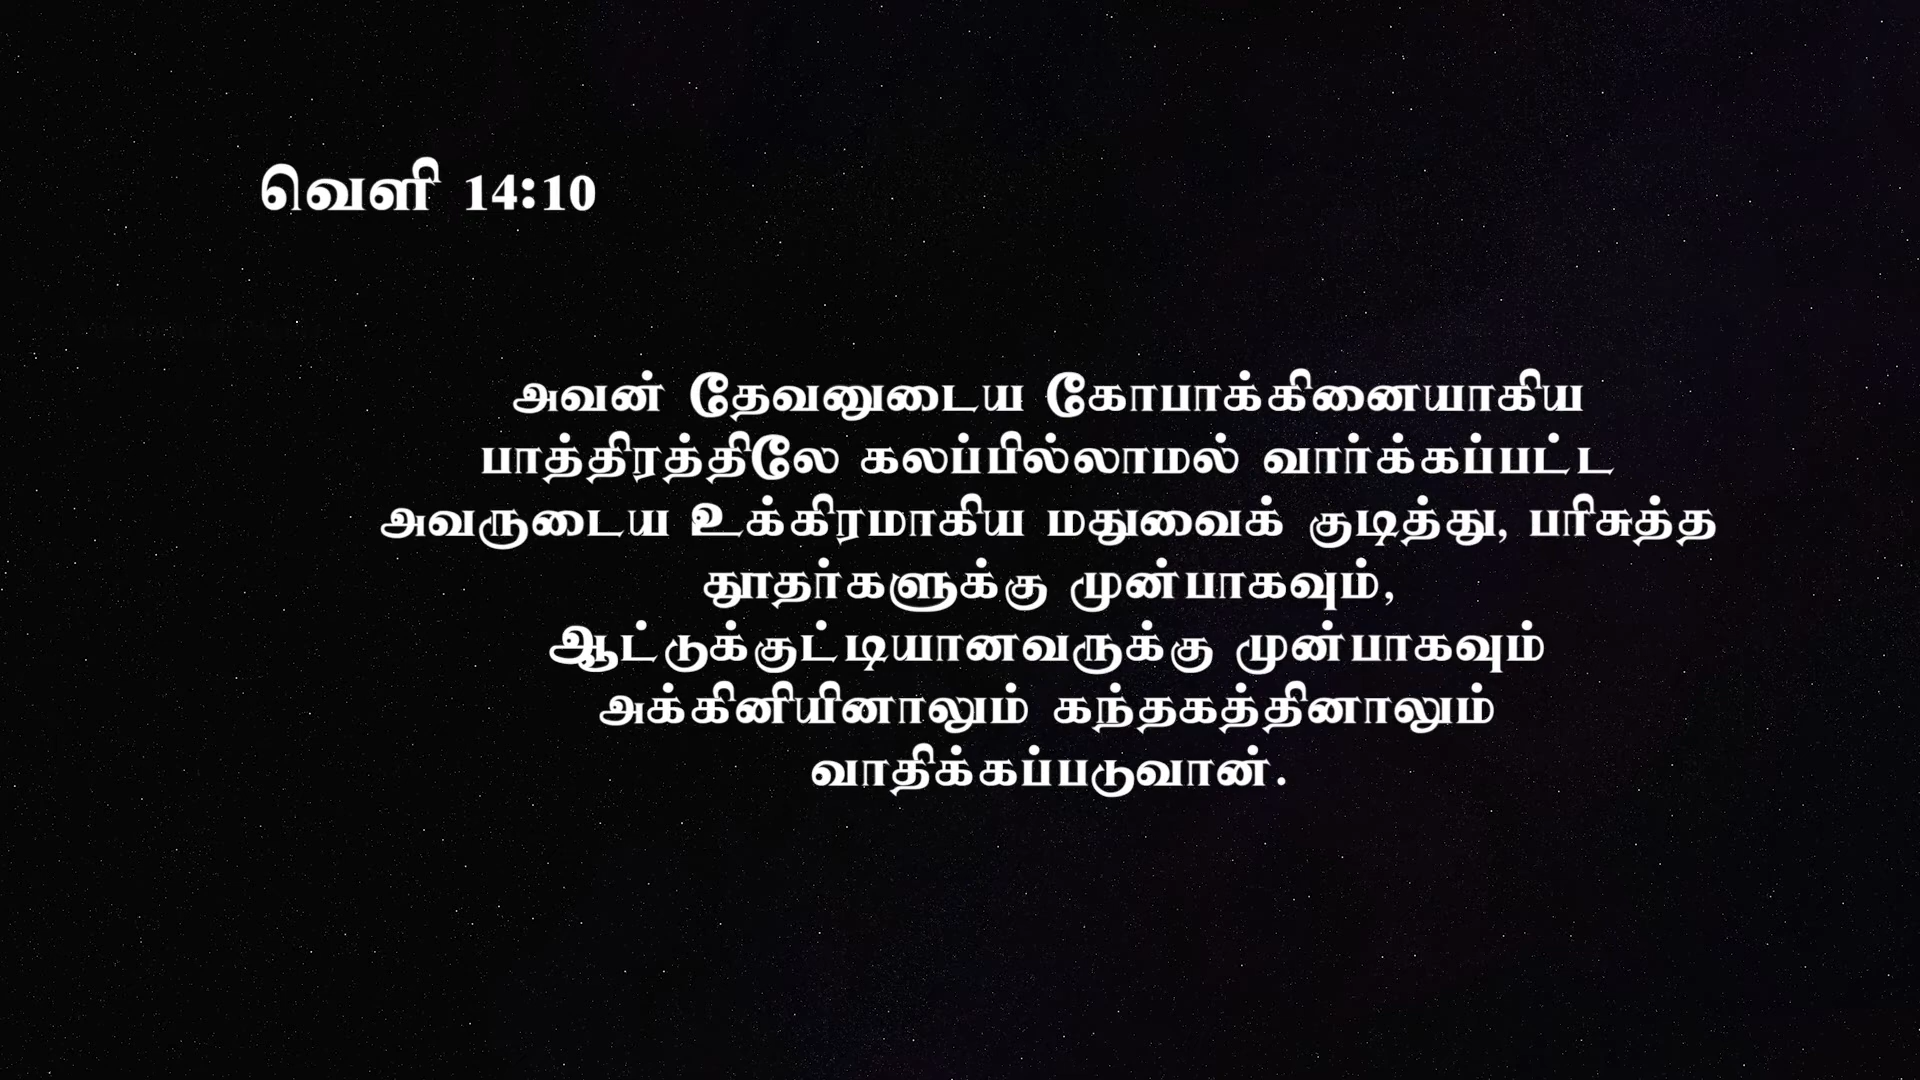 வெளி 14:10
அவன் தேவனுடைய கோபாக்கினையாகிய
பாத்திரத்திலே கலப்பில்லாமல் வார்க்கப்பட்ட
அவருடைய உக்கிரமாகிய மதுவைக் குடித்து, பரிசுத்த
தூதர்களுக்கு முன்பாகவும்,
ஆட்டுக்குட்டியானவருக்கு முன்பாகவும்
அக்கினியினாலும் கந்தகத்தினாலும்
வாதிக்கப்படுவான்.